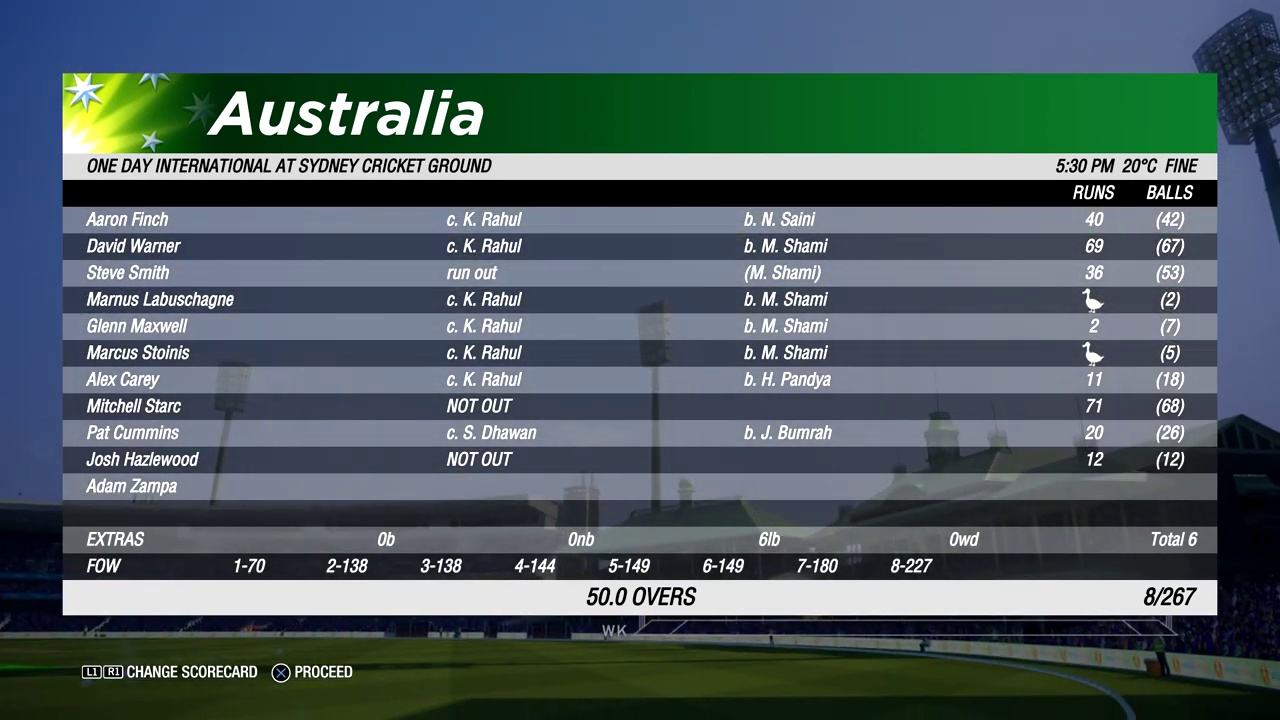 Australia
ONE DAY INTERNATIONAL AT SYDNEY CRICKET GROUND 5:30 PM 20°C FINE
RUNS BALLS
Aaron Finch c. K. Rahul b. N. Saini 40 (42)
David Warner c. K. Rahul b. M. Shami 69 (67)
Steve Smith run out (M. Shami) 36 (53)
Marnus Labuschagne c. K. Rahul b. M. Shami (2)
Glenn Maxwell c. K. Rahul b. M. Shami 2 (7)
Marcus Stoinis c. K. Rahul b. M. Shami (5)
Alex Carey c. K. Rahul b. H. Pandya 11 (18)
Mitchell Starc NOT OUT 71 (68)
Pat Cummins c. S. Dhawan b. J. Bumrah 20 (26)
Josh Hazlewood NOT OUT 12 (12)
Adam Zampa
EXTRAS 0b 0nb 6lb 0wd Total 6
FOW 1-70 2-138 3-138 4-144 5-149 6-149 7-180 8-227
50.0 OVERS 8/267
WK
L1 R1 CHANGE SCORECARD PROCEED